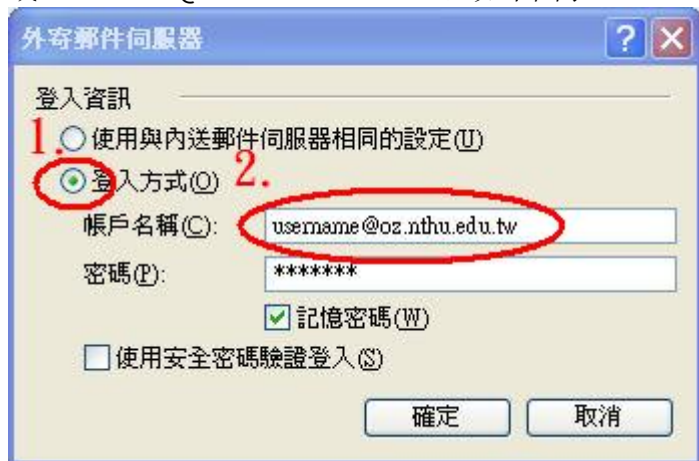 外寄郵件伺服器
登入資訊
1.
使用與內送郵件伺服器相同的設定(U)
登入方式(O) 2.
帳戶名稱(C): username@oz.nthu.edu.tw
密碼(P): *******
記憶密碼(W)
使用安全密碼驗證登入(S)
確定 取消